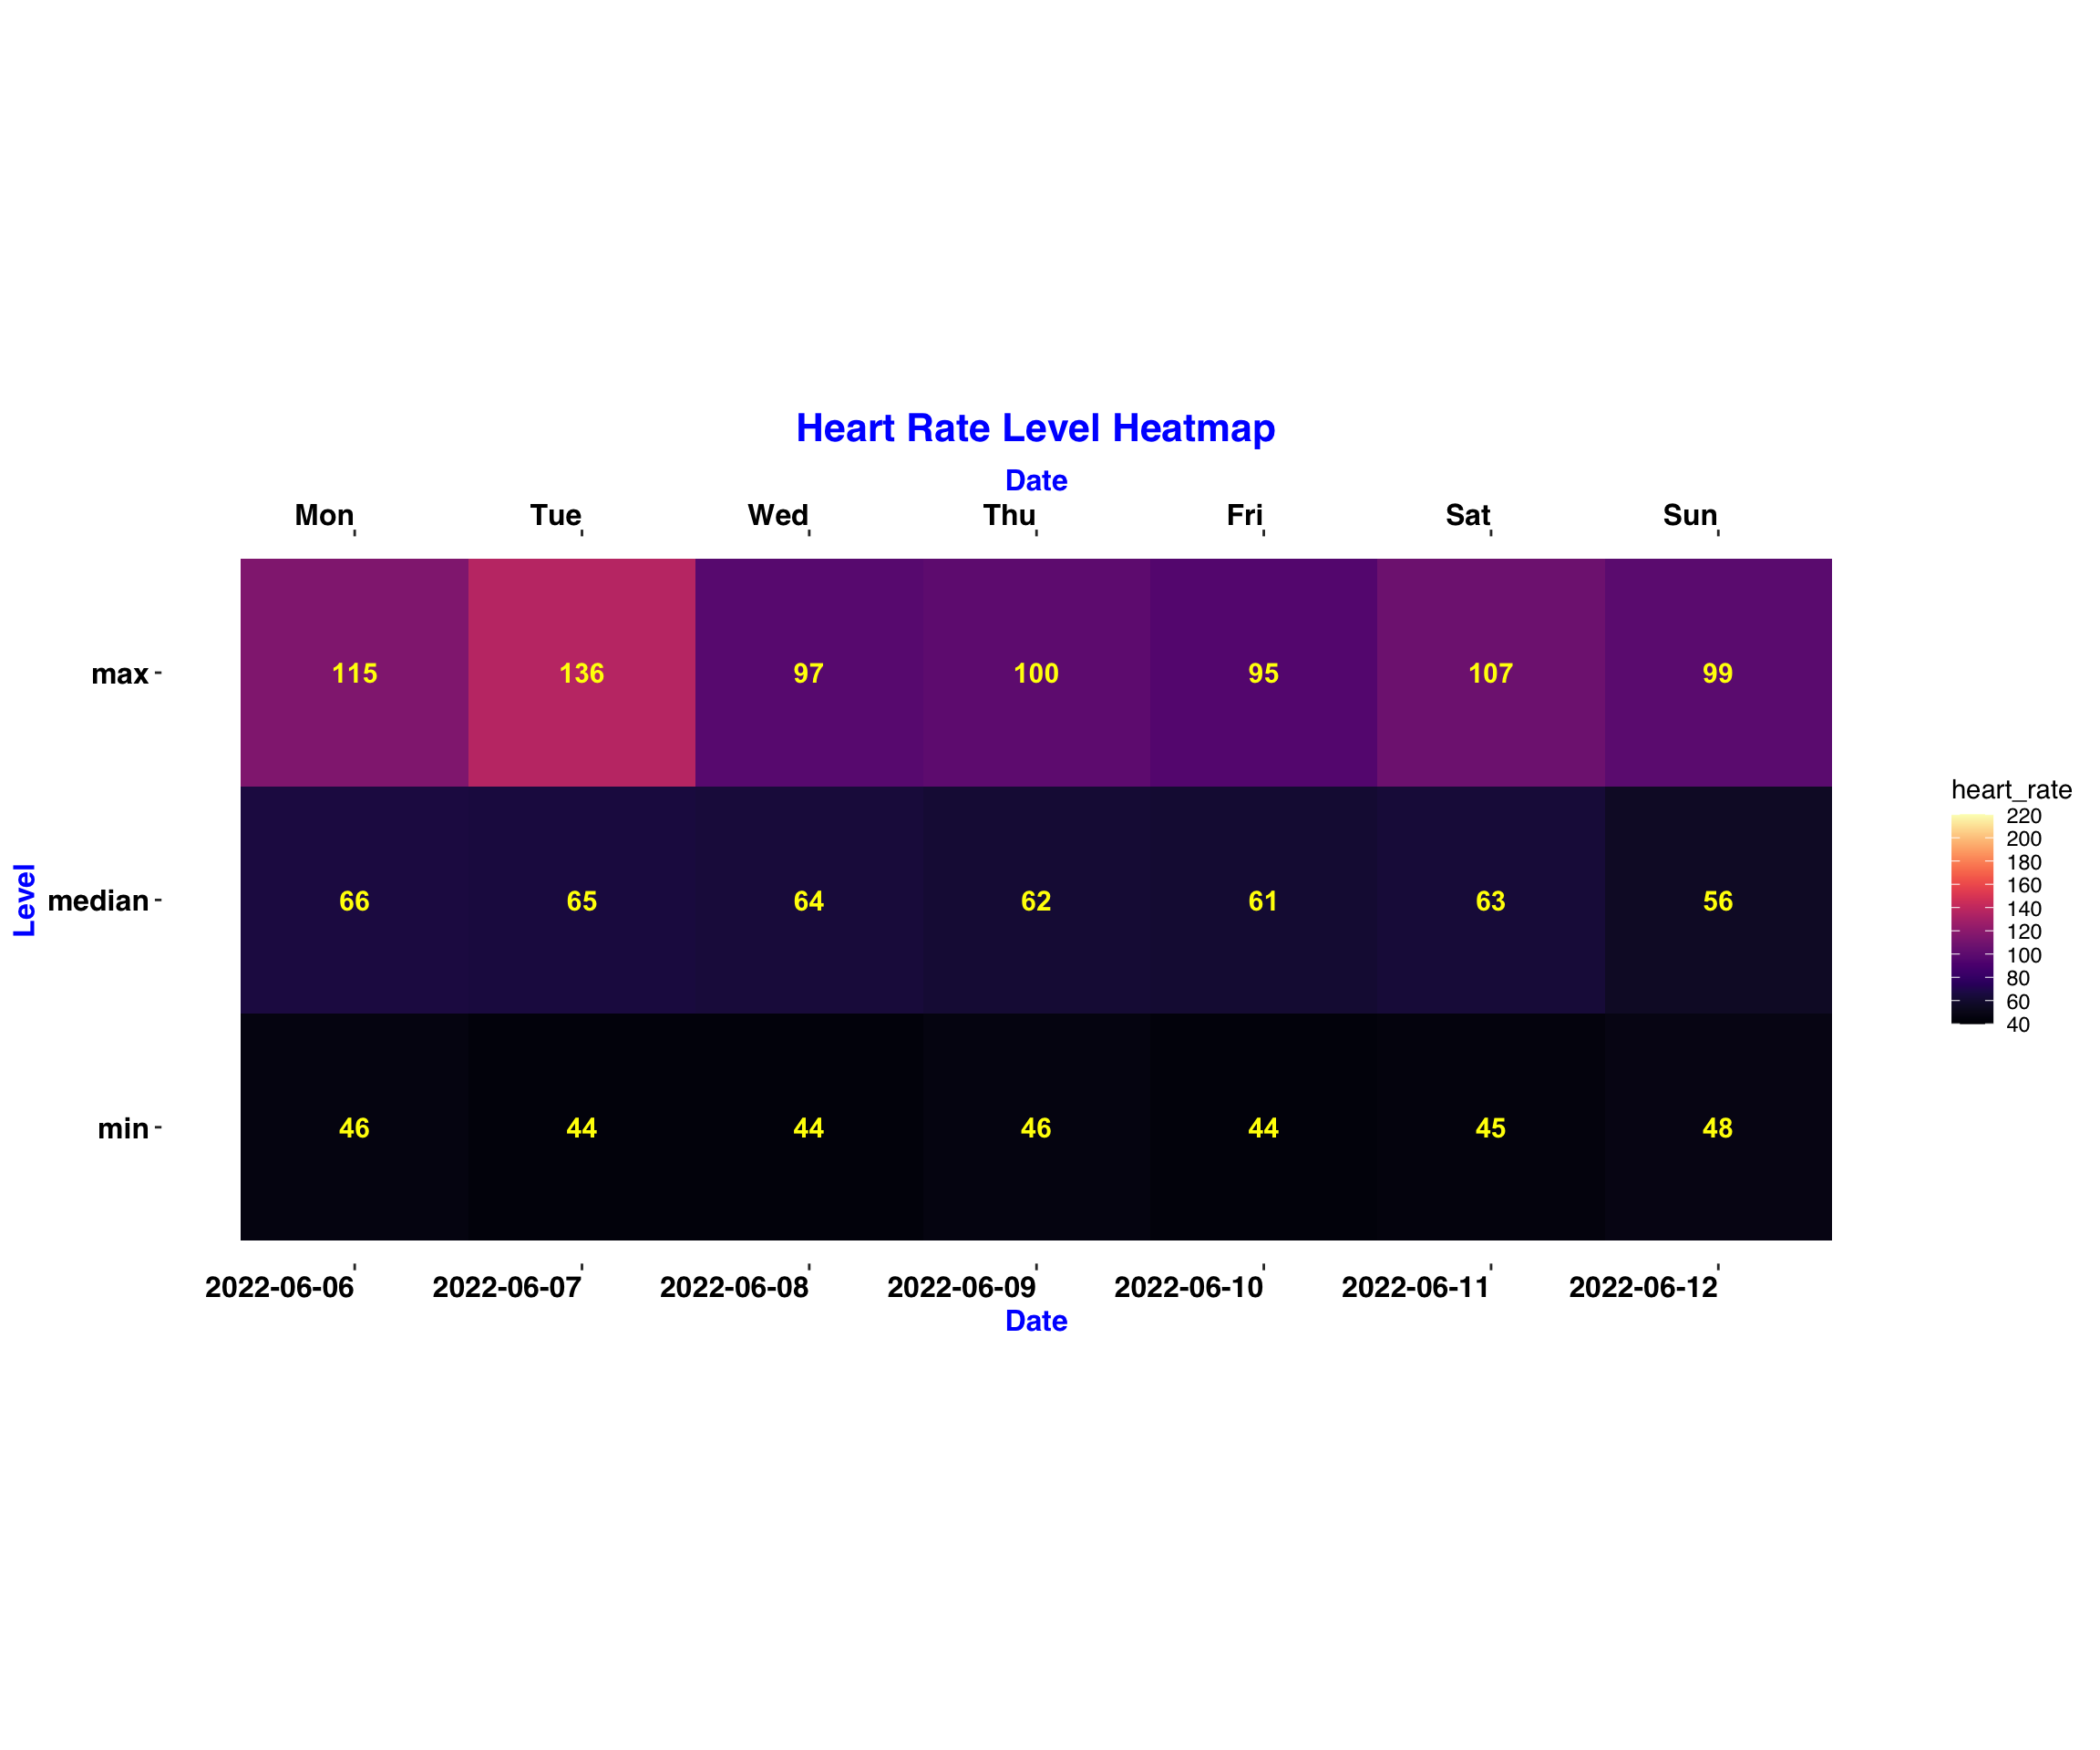 Heart Rate Level Heatmap
Date
Mon Tue Wed Thu Fri Sat Sun
max 115 136 97 100 95 107 99
Level
median 66 65 64 62 61 63 56
min 46 44 44 46 44 45 48
2022-06-06 2022-06-07 2022-06-08 2022-06-09 2022-06-10 2022-06-11 2022-06-12
Date
heart_rate
220
200
180
160
140
120
100
80
60
40